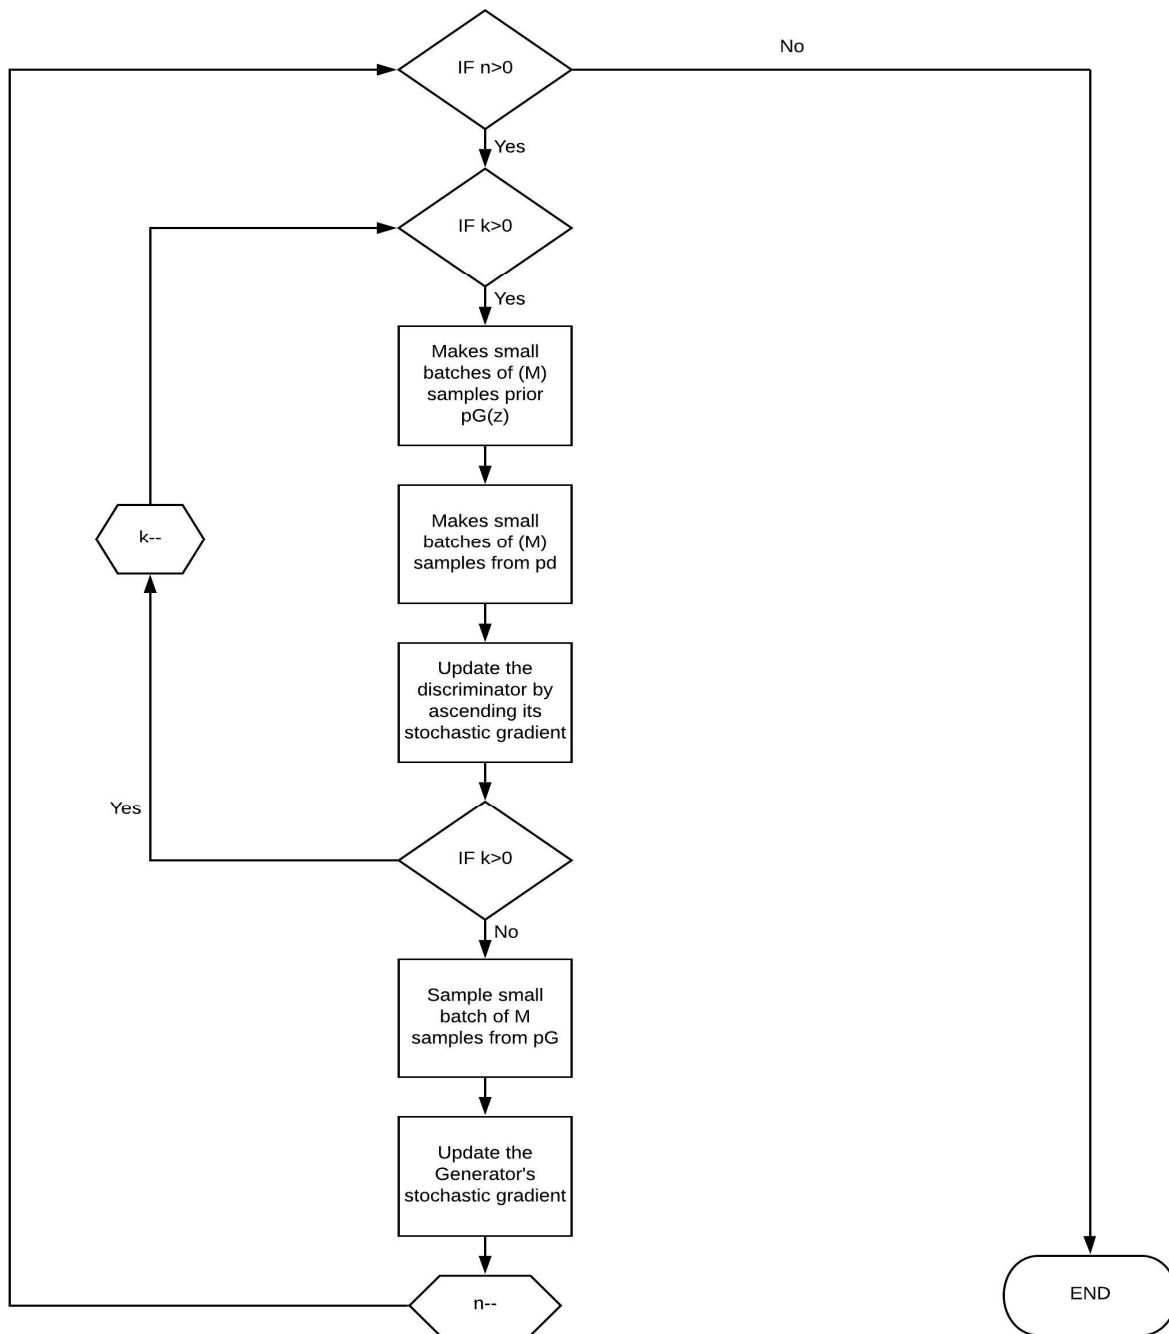 IF n>0
No
Yes
IF k>0
Yes
Makes small
batches of (M)
samples prior
pG(z)
k--
Makes small
batches of (M)
samples from pd
Update the
discriminator by
ascending its
stochastic gradient
Yes
IF k>0
No
Sample small
batch of M
samples from pG
Update the
Generator's
stochastic gradient
n--
END